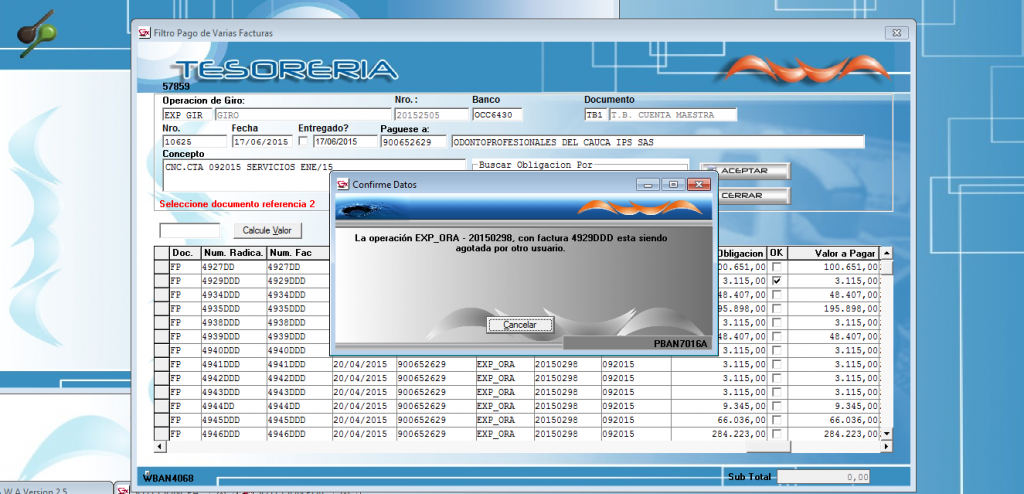 Filtro Pago de Varias Facturas
TESORERIA
57859
Operacion de Giro: Nro. : Banco Documento
EXP GIR GIRO 20152505 OCC6430 TB1 T.B. CUENTA MAESTRA
Nro. Fecha Entregado? Paguese a:
10625 17/06/2015 17/06/2015 900652629 ODONTOPROFESIONALES DEL CAUCA IPS SAS
Concepto
CNC.CTA 092015 SERVICIOS ENE/15
Buscar Obligacion Por
ACEPTAR
CERRAR
Seleccione documento referencia 2
Calcule Valor
Confirme Datos
La operación EXP_ORA - 20150298, con factura 4929DDD esta siendo
agotada por otro usuario.
Cancelar
PBAN7016A
Doc. Num. Radica. Num. Fac Obligacion OK Valor a Pagar
FP 4927DD 4927DD 00.651,00 100.651,00
FP 4929DDD 4929DDD 3.115,00 3.115,00
FP 4934DDD 4934DDD 48.407,00 48.407,00
FP 4935DDD 4935DDD 95.898,00 195.898,00
FP 4938DDD 4938DDD 3.115,00 3.115,00
FP 4939DDD 4939DDD 48.407,00 48.407,00
FP 4940DDD 4940DDD 3.115,00 3.115,00
FP 4941DDD 4941DDD 20/04/2015 900652629 EXP_ORA 20150298 092015 3.115,00 3.115,00
FP 4942DDD 4942DDD 20/04/2015 900652629 EXP_ORA 20150298 092015 3.115,00 3.115,00
FP 4943DDD 4943DDD 20/04/2015 900652629 EXP_ORA 20150298 092015 3.115,00 3.115,00
FP 4944DD 4944DD 20/04/2015 900652629 EXP_ORA 20150298 092015 9.345,00 9.345,00
FP 4945DDD 4945DDD 20/04/2015 900652629 EXP_ORA 20150298 092015 66.036,00 66.036,00
FP 4946DDD 4946DDD 20/04/2015 900652629 EXP_ORA 20150298 092015 284.223,00 284.223,00
WBAN4068 Sub Total 0,00
W A Version 2.5